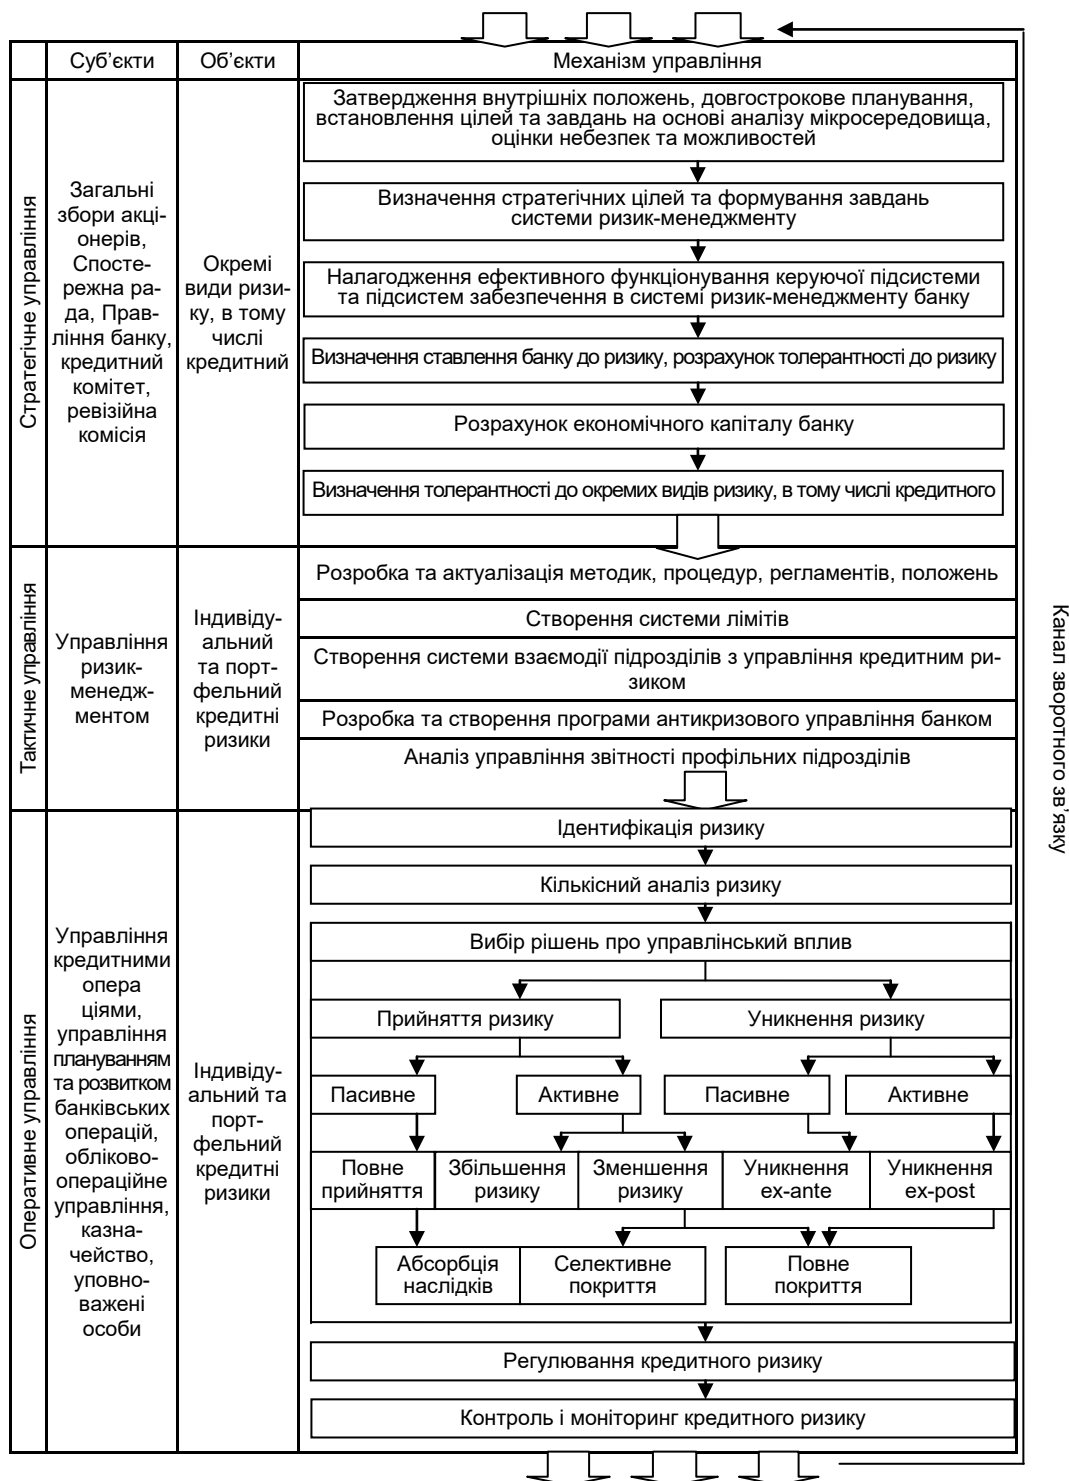 Суб’єкти
Об’єкти
Механізм управління
Стратегічне управління
Загальні
збори акці-
онерів,
Спосте-
режна ра-
да, Прав-
ління банку,
кредитний
комітет,
ревізійна
комісія
Окремі
види ризи-
ку, в тому
числі
кредитний
Затвердження внутрішніх положень, довгострокове планування,
встановлення цілей та завдань на основі аналізу мікросередовища,
оцінки небезпек та можливостей
Визначення стратегічних цілей та формування завдань
системи ризик-менеджменту
Налагодження ефективного функціонування керуючої підсистеми
та підсистем забезпечення в системі ризик-менеджменту банку
Визначення ставлення банку до ризику, розрахунок толерантності до ризику
Розрахунок економічного капіталу банку
Визначення толерантності до окремих видів ризику, в тому числі кредитного
Тактичне управління
Управління
ризик-
менедж-
ментом
Індивіду-
альний
та порт-
фельний
кредитні
ризики
Розробка та актуалізація методик, процедур, регламентів, положень
Створення системи лімітів
Створення системи взаємодії підрозділів з управління кредитним ри-
зиком
Розробка та створення програми антикризового управління банком
Аналіз управління звітності профільних підрозділів
Оперативне управління
Управління
кредитними
опера
ціями,
управління
плануванням
та розвитком
банківських
операцій,
обліково-
операційне
управління,
казна-
чейство,
уповно-
важені
особи
Індивіду-
альний та
порт-
фельний
кредитні
ризики
Ідентифікація ризику
Кількісний аналіз ризику
Вибір рішень про управлінський вплив
Прийняття ризику
Уникнення ризику
Пасивне
Активне
Пасивне
Активне
Повне
прийняття
Збільшення
ризику
Зменшення
ризику
Уникнення
ex-ante
Уникнення
ex-post
Абсорбція
наслідків
Селективне
покриття
Повне
покриття
Регулювання кредитного ризику
Контроль і моніторинг кредитного ризику
Канал зворотного зв’язку